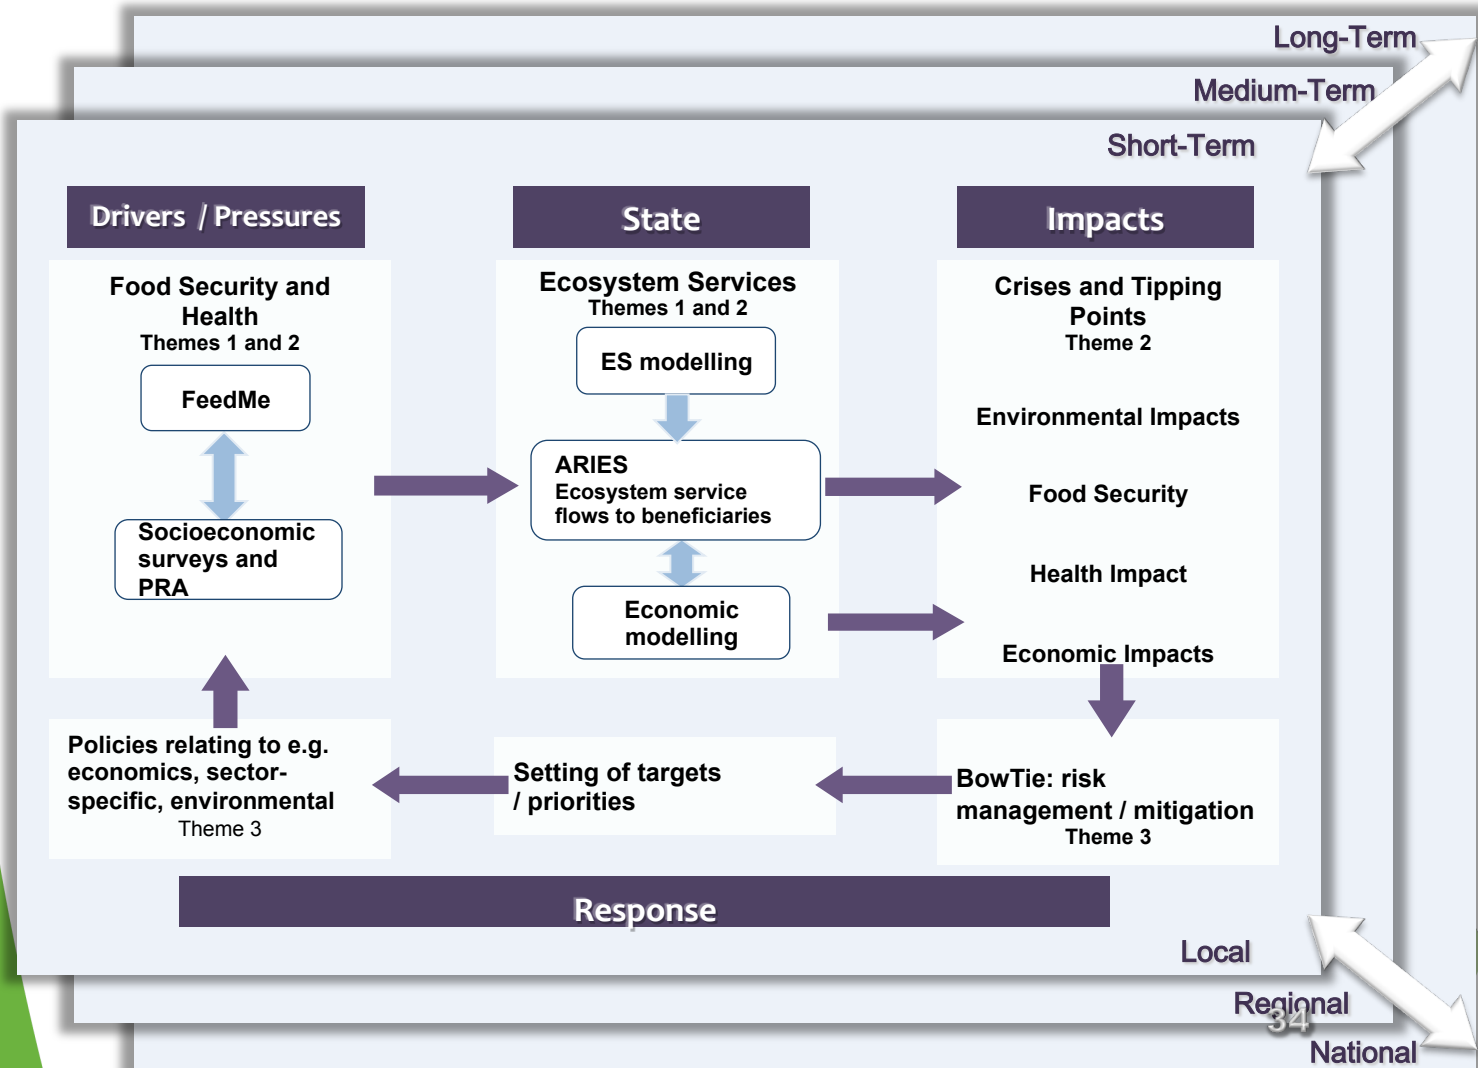 Long-Term
Medium-Term
Short-Term
Drivers / Pressures
State
Impacts
Food Security and
Health
Themes 1 and 2
FeedMe
Socioeconomic
surveys and
PRA
Ecosystem Services
Themes 1 and 2
ES modelling
ARIES
Ecosystem service
flows to beneficiaries
Economic
modelling
Crises and Tipping
Points
Theme 2
Environmental Impacts
Food Security
Health Impact
Economic Impacts
Policies relating to e.g.
economics, sector-
specific, environmental
Theme 3
Setting of targets
/ priorities
BowTie: risk
management / mitigation
Theme 3
Response
Local
Regional
34
National